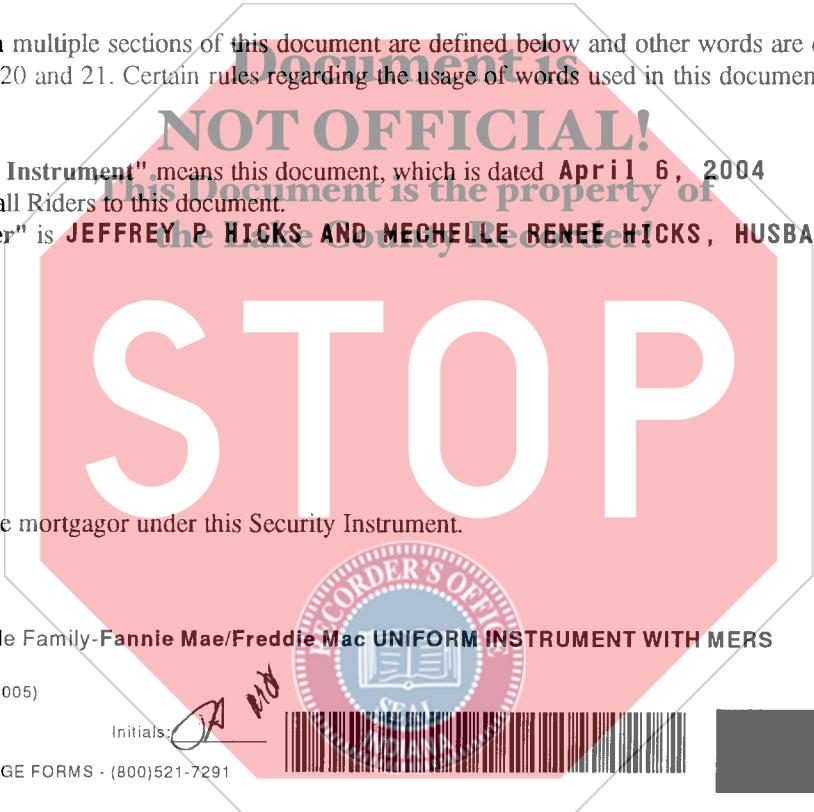 multiple sections of this document are defined below and other words are
Document is
20 and 21. Certain rules regarding the usage of words used in this document
NOT OFFICIAL!
Instrument" means this document, which is dated April 6, 2004
This Document is the property of
all Riders to this document.
er" is JEFFREY P HICKS AND MECHELLE RENEE HICKS, HUSBA
the Lake County Recorder!
STOP
e mortgagor under this Security Instrument.
RECORDER'S OFFICE
le Family-Fannie Mae/Freddie Mac UNIFORM INSTRUMENT WITH MERS
005)
SEAL
Initials:
INDIANA
GE FORMS - (800)521-7291